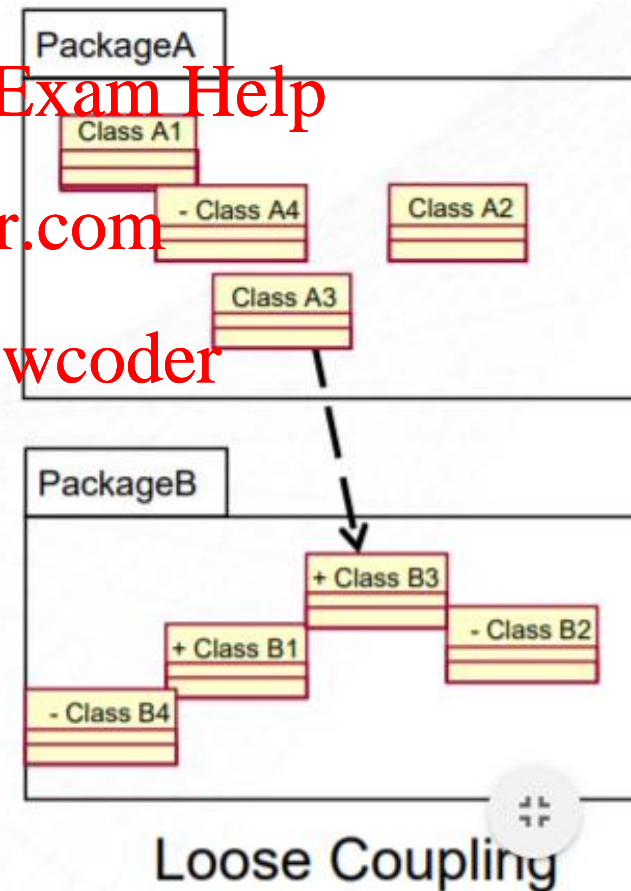 PackageA
Exam Help
Class A1
- Class A4
Class A2
r.com
Class A3
wcoder
PackageB
+ Class B3
- Class B2
+ Class B1
- Class B4
Loose Coupling